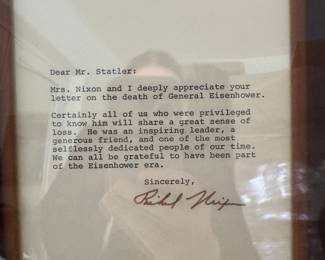 Dear Mr. Statler:
Mrs. Nixon and I deeply appreciate your
letter on the death of General Eisenhower.
Certainly all of us who were privileged
to know him will share a great sense of
loss. He was an inspiring leader, a
generous friend, and one of the most
selflessly dedicated people of our time.
We can all be grateful to have been part
of the Eisenhower era.
Sincerely,
Richard Nixon